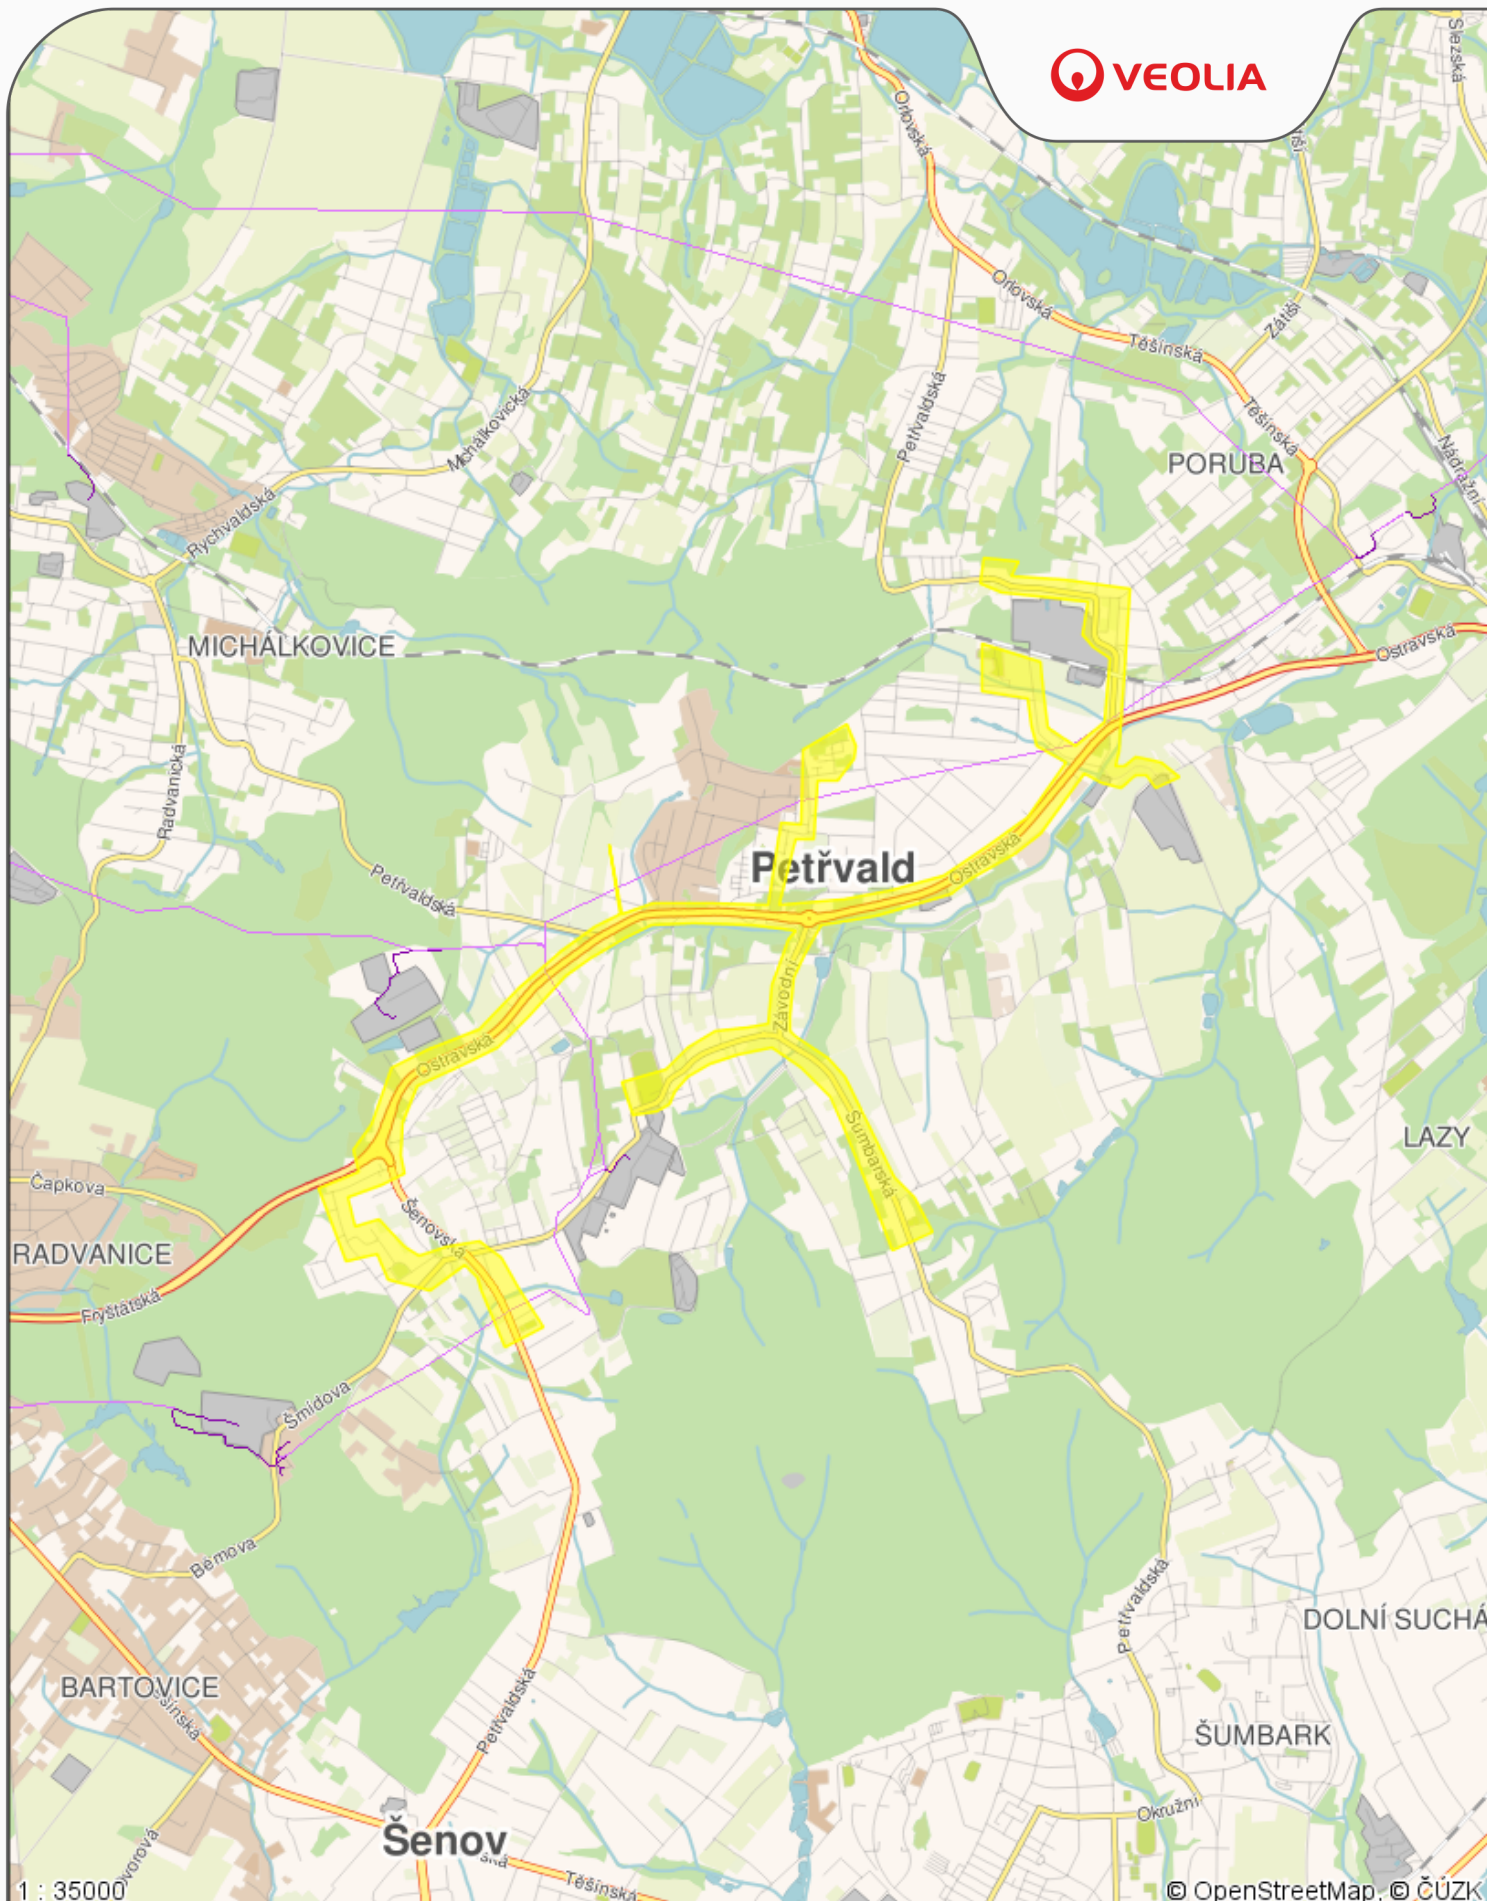 VEOLIA
Slezská
Orlovská
Orlovská
Těšínská
Zátiší
Petřvaldská
Těšínská
Michálkovická
PORUBA
Nádražní
Rychvaldská
MICHÁLKOVICE
Ostravská
Radvanická
Petřvald
Ostravská
Petřvaldská
Závodní
Ostravská
Šumbarská
LAZY
Čapkova
Šenovská
RADVANICE
Fryštátská
Šmídova
Bémova
Petřvaldská
DOLNÍ SUCHÁ
BARTOVICE
Petřvaldská
ŠUMBARK
Okružní
Šenov
Těšínská
1 : 35000
© OpenStreetMap, © ČÚZK